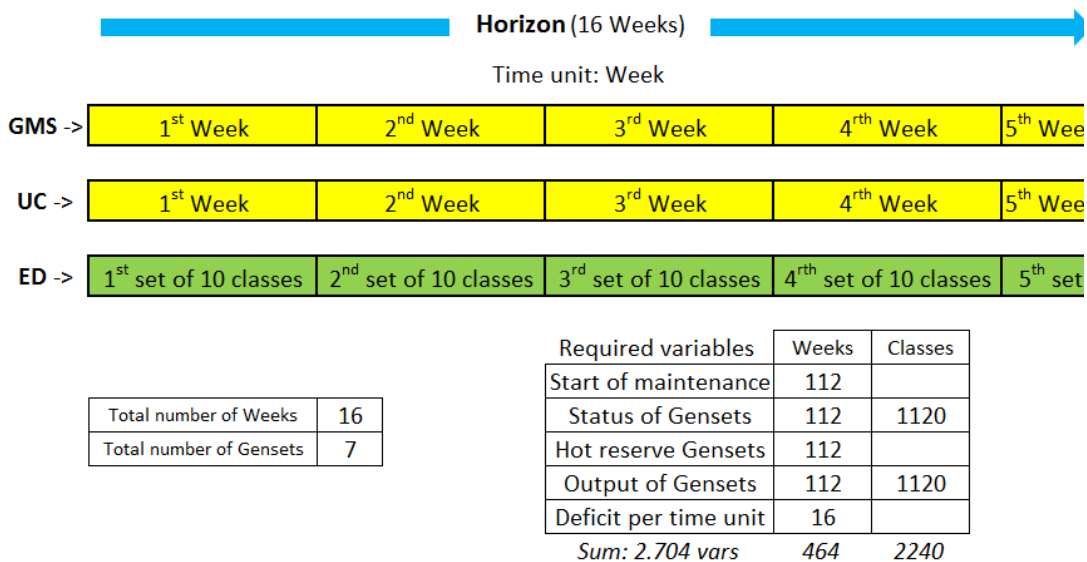 Horizon (16 Weeks)
Time unit: Week
GMS -> 1st Week 2nd Week 3rd Week 4rth Week 5th Wee
UC -> 1st Week 2nd Week 3rd Week 4rth Week 5th Wee
ED -> 1st set of 10 classes 2nd set of 10 classes 3rd set of 10 classes 4rth set of 10 classes 5th set
Required variables Weeks Classes
Start of maintenance 112
Total number of Weeks 16
Total number of Gensets 7
Status of Gensets 112 1120
Hot reserve Gensets 112
Output of Gensets 112 1120
Deficit per time unit 16
Sum: 2.704 vars 464 2240